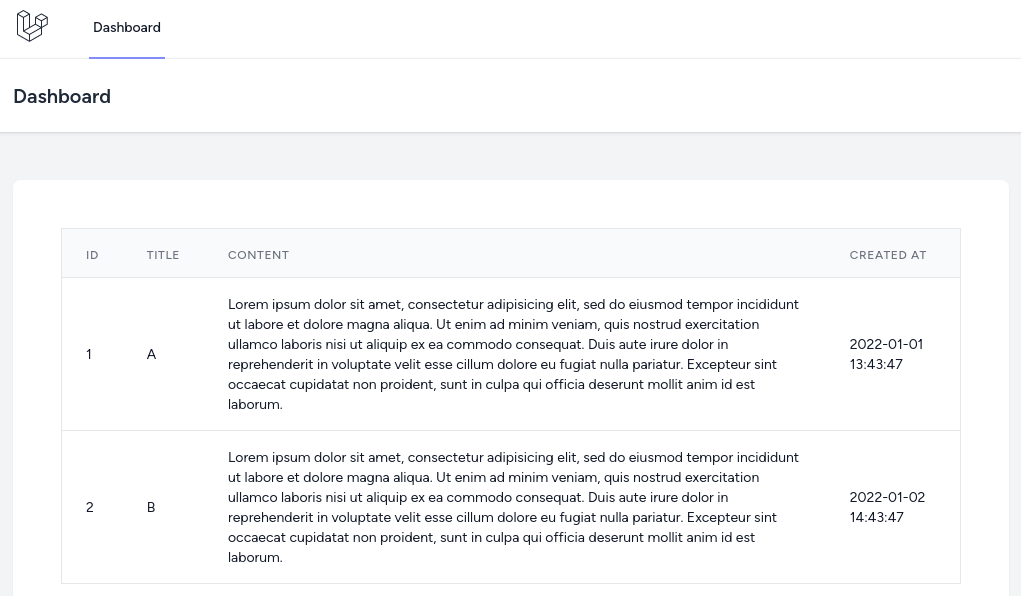 Dashboard
Dashboard
ID TITLE CONTENT CREATED AT
1 A
Lorem ipsum dolor sit amet, consectetur adipisicing elit, sed do eiusmod tempor incididunt
ut labore et dolore magna aliqua. Ut enim ad minim veniam, quis nostrud exercitation
ullamco laboris nisi ut aliquip ex ea commodo consequat. Duis aute irure dolor in
reprehenderit in voluptate velit esse cillum dolore eu fugiat nulla pariatur. Excepteur sint
occaecat cupidatat non proident, sunt in culpa qui officia deserunt mollit anim id est
laborum.
2022-01-01
13:43:47
2 B
Lorem ipsum dolor sit amet, consectetur adipisicing elit, sed do eiusmod tempor incididunt
ut labore et dolore magna aliqua. Ut enim ad minim veniam, quis nostrud exercitation
ullamco laboris nisi ut aliquip ex ea commodo consequat. Duis aute irure dolor in
reprehenderit in voluptate velit esse cillum dolore eu fugiat nulla pariatur. Excepteur sint
occaecat cupidatat non proident, sunt in culpa qui officia deserunt mollit anim id est
laborum.
2022-01-02
14:43:47